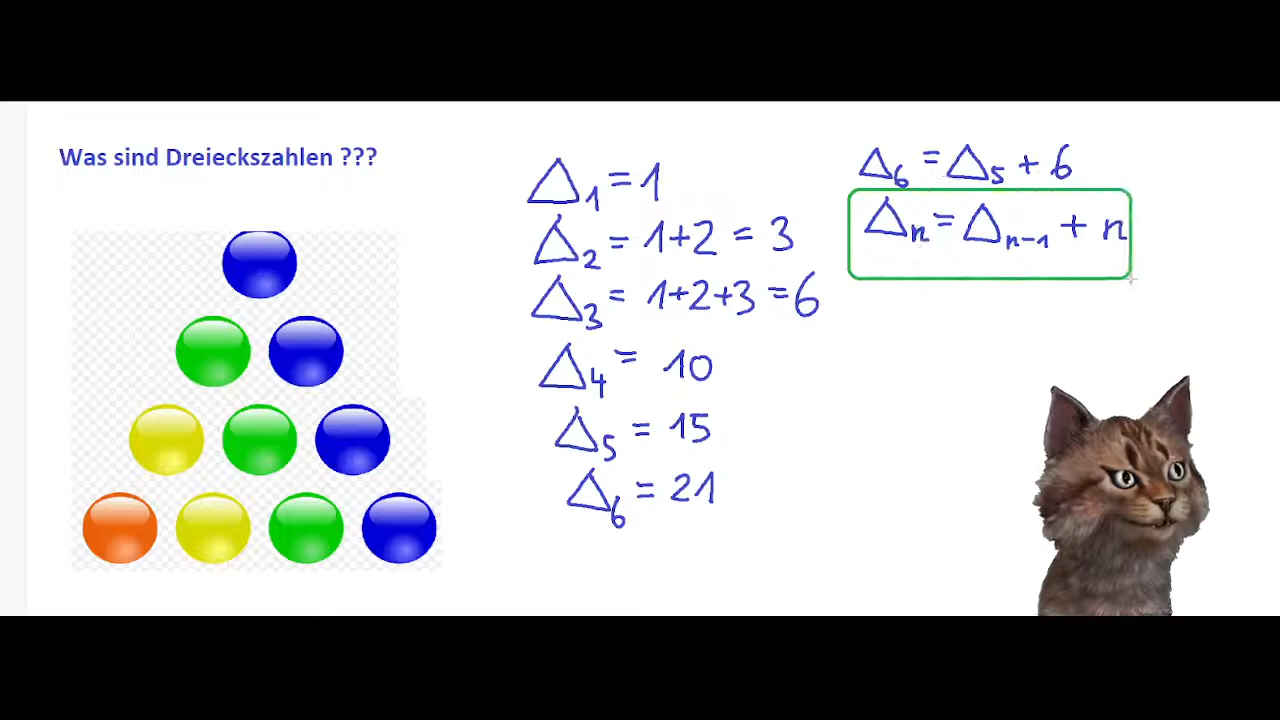 Was sind Dreieckszahlen ???
Δ₁ = 1
Δ₂ = 1+2 = 3
Δ₃ = 1+2+3 = 6
Δ₄ = 10
Δ₅ = 15
Δ₆ = 21
Δ₆ = Δ₅ + 6
Δₙ = Δₙ₋₁ + n